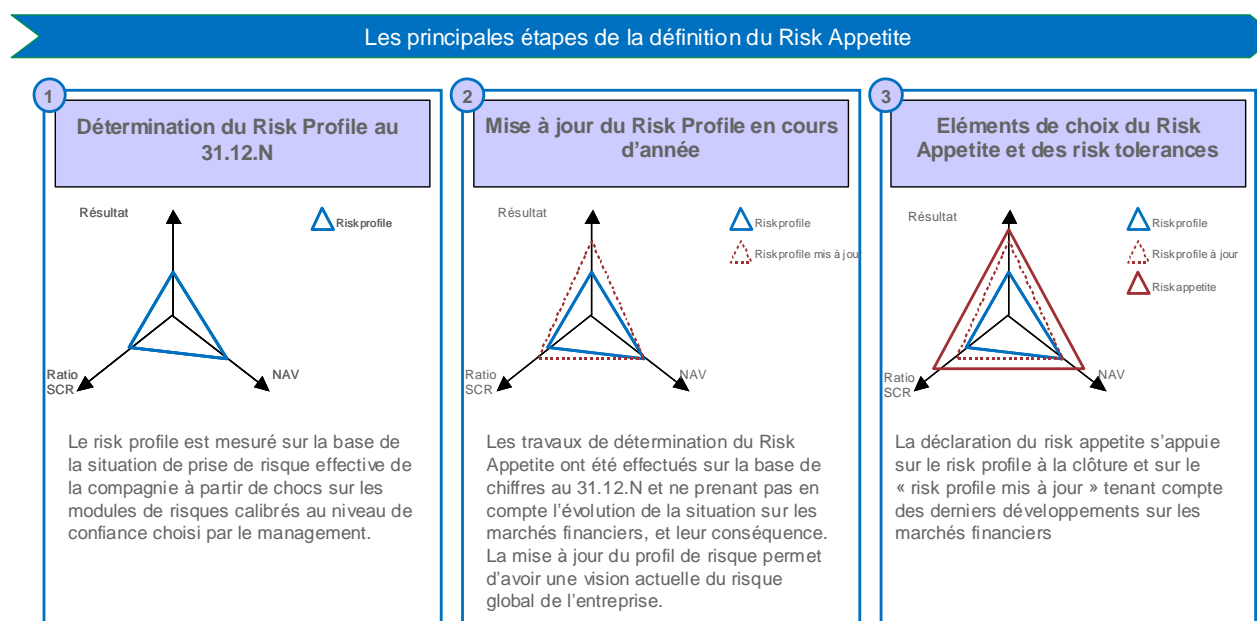 Les principales étapes de la définition du Risk Appetite
1
Détermination du Risk Profile au
31.12.N
Résultat
Riskprofile
Ratio
SCR
NAV
Le risk profile est mesuré sur la base de
la situation de prise de risque effective de
la compagnie à partir de chocs sur les
modules de risques calibrés au niveau de
confiance choisi par le management.
2
Mise à jour du Risk Profile en cours
d’année
Résultat
Riskprofile
Riskprofile mis à jour
Ratio
SCR
NAV
Les travaux de détermination du Risk
Appetite ont été effectués sur la base de
chiffres au 31.12.N et ne prenant pas en
compte l’évolution de la situation sur les
marchés financiers, et leur conséquence.
La mise à jour du profil de risque permet
d’avoir une vision actuelle du risque
global de l’entreprise.
3
Eléments de choix du Risk
Appetite et des risk tolerances
Résultat
Riskprofile
Riskprofile à jour
Riskappetite
Ratio
SCR
NAV
La déclaration du risk appetite s’appuie
sur le risk profile à la clôture et sur le
« risk profile mis à jour » tenant compte
des derniers développements sur les
marchés financiers